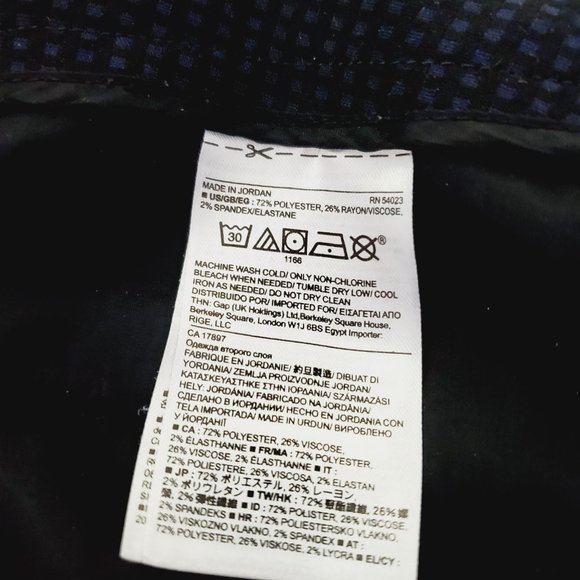 MADE IN JORDAN RN 54023
■ US/GB/EG : 72% POLYESTER, 26% RAYON/VISCOSE,
2% SPANDEX/ELASTANE
30 ®
1166
MACHINE WASH COLD/ ONLY NON-CHLORINE
BLEACH WHEN NEEDED/ TUMBLE DRY LOW/ COOL
IRON AS NEEDED/ DO NOT DRY CLEAN
DISTRIBUIDO POR/ IMPORTED FOR/ ΕΙΣΑΓΕΤΑΙ ΑΠΟ
ΤΗΝ: Gap (UK Holdings) Ltd,Berkeley Square House,
Berkeley Square, London W1J 6BS Egypt Importer:
RIGE, LLC
CA 17897
Одежда второго слоя
FABRIQUÉ EN JORDANIE/ 約旦製造/ DIBUAT DI
YORDANIA/ ZEMLJA PROIZVODNJE JORDAN/
ΚΑΤΑΣΚΕΥΑΣΤΗΚΕ ΣΤΗΝ ΙΟΡΔΑΝΙΑ/ SZÁRMAZÁSI
HELY: JORDÁNIA/ FABRICADO NA JORDÂNIA/
СДЕЛАНО В ИОРДАНИИ/ HECHO EN JORDANIA CON
TELA IMPORTADA/ MADE IN URDUN/ ВИРОБЛЕНО
У ЙОРДАНІЇ
■ CA : 72% POLYESTER, 26% VISCOSE,
2% ÉLASTHANNE ■ FR/MA : 72% POLYESTER,
26% VISCOSE, 2% ÉLASTHANNE ■ IT :
72% POLIESTERE, 26% VISCOSA, 2% ELASTAN
■ JP : 72% ポリエステル, 26% レーヨン,
2% ポリウレタン ■ TW/HK : 72% 聚酯纖維, 26% 嫘
縈, 2% 彈性纖維 ■ ID : 72% POLISTER, 26% VISKOS,
2% SPANDEKS ■ HR : 72% POLIESTERSKO VLAKNO,
26% VISKOZNO VLAKNO, 2% SPANDEX ■ AT :
72% POLYESTER, 26% VISKOSE, 2% LYCRA ■ EL/CY :